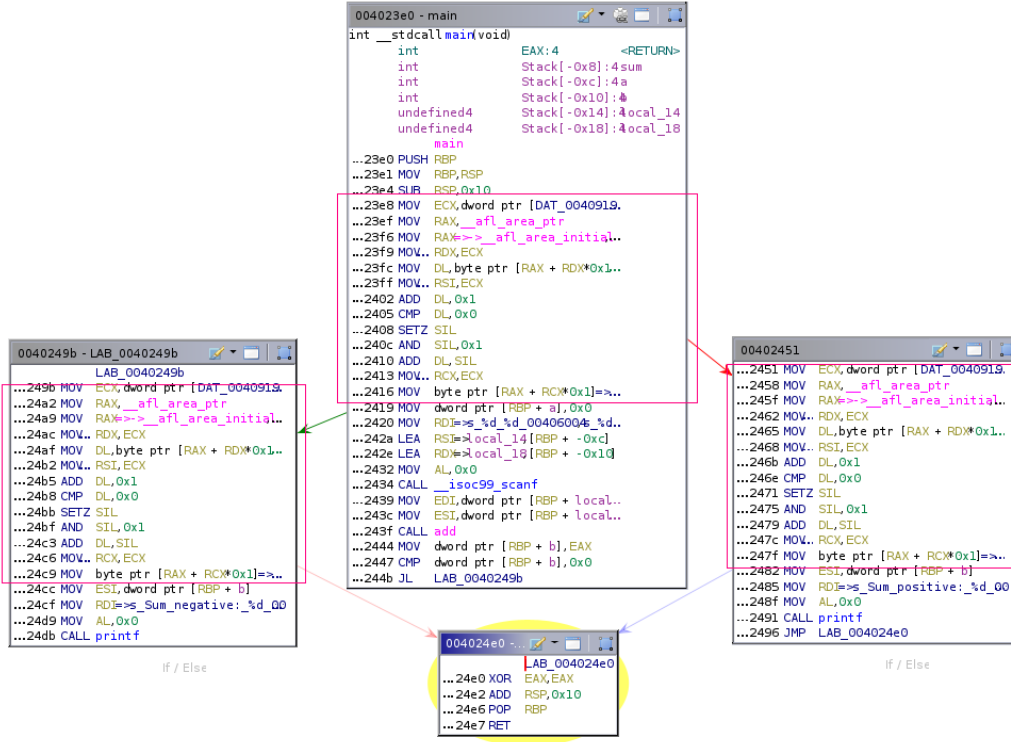 004023e0 - main
int __stdcall main(void)
int EAX:4 <RETURN>
int Stack[-0x8]:4 sum
int Stack[-0xc]:4 a
int Stack[-0x10]:4 b
undefined4 Stack[-0x14]:4 local_14
undefined4 Stack[-0x18]:4 local_18
main
...23e0 PUSH RBP
...23e1 MOV RBP,RSP
...23e4 SUB RSP,0x10
...23e8 MOV ECX,dword ptr [DAT_0040919...
...23ef MOV RAX,__afl_area_ptr
...23f6 MOV RAX=>->__afl_area_initial...
...23f9 MOV... RDX,ECX
...23fc MOV DL,byte ptr [RAX + RDX*0x1...
...23ff MOV... RSI,ECX
...2402 ADD DL,0x1
...2405 CMP DL,0x0
...2408 SETZ SIL
...240c AND SIL,0x1
...2410 ADD DL,SIL
...2413 MOV... RCX,ECX
...2416 MOV byte ptr [RAX + RCX*0x1]=>...
...2419 MOV dword ptr [RBP + a],0x0
...2420 MOV RDI=>s_%d_%d_00406004,s_%d...
...242a LEA RSI=>local_14,[RBP + -0xc]
...242e LEA RDX=>local_18,[RBP + -0x10]
...2432 MOV AL,0x0
...2434 CALL __isoc99_scanf
...2439 MOV EDI,dword ptr [RBP + local...
...243c MOV ESI,dword ptr [RBP + local...
...243f CALL add
...2444 MOV dword ptr [RBP + b],EAX
...2447 CMP dword ptr [RBP + b],0x0
...244b JL LAB_0040249b
0040249b - LAB_0040249b
LAB_0040249b
...249b MOV ECX,dword ptr [DAT_0040919...
...24a2 MOV RAX,__afl_area_ptr
...24a9 MOV RAX=>->__afl_area_initial...
...24ac MOV... RDX,ECX
...24af MOV DL,byte ptr [RAX + RDX*0x1...
...24b2 MOV... RSI,ECX
...24b5 ADD DL,0x1
...24b8 CMP DL,0x0
...24bb SETZ SIL
...24bf AND SIL,0x1
...24c3 ADD DL,SIL
...24c6 MOV... RCX,ECX
...24c9 MOV byte ptr [RAX + RCX*0x1]=>...
...24cc MOV ESI,dword ptr [RBP + b]
...24cf MOV RDI=>s_Sum_negative:_%d_00
...24d9 MOV AL,0x0
...24db CALL printf
If / Else
00402451
...2451 MOV ECX,dword ptr [DAT_0040919...
...2458 MOV RAX,__afl_area_ptr
...245f MOV RAX=>->__afl_area_initial...
...2462 MOV... RDX,ECX
...2465 MOV DL,byte ptr [RAX + RDX*0x1...
...2468 MOV... RSI,ECX
...246b ADD DL,0x1
...246e CMP DL,0x0
...2471 SETZ SIL
...2475 AND SIL,0x1
...2479 ADD DL,SIL
...247c MOV... RCX,ECX
...247f MOV byte ptr [RAX + RCX*0x1]=>...
...2482 MOV ESI,dword ptr [RBP + b]
...2485 MOV RDI=>s_Sum_positive:_%d_00
...248f MOV AL,0x0
...2491 CALL printf
...2496 JMP LAB_004024e0
If / Else
004024e0 -...
LAB_004024e0
...24e0 XOR EAX,EAX
...24e2 ADD RSP,0x10
...24e6 POP RBP
...24e7 RET